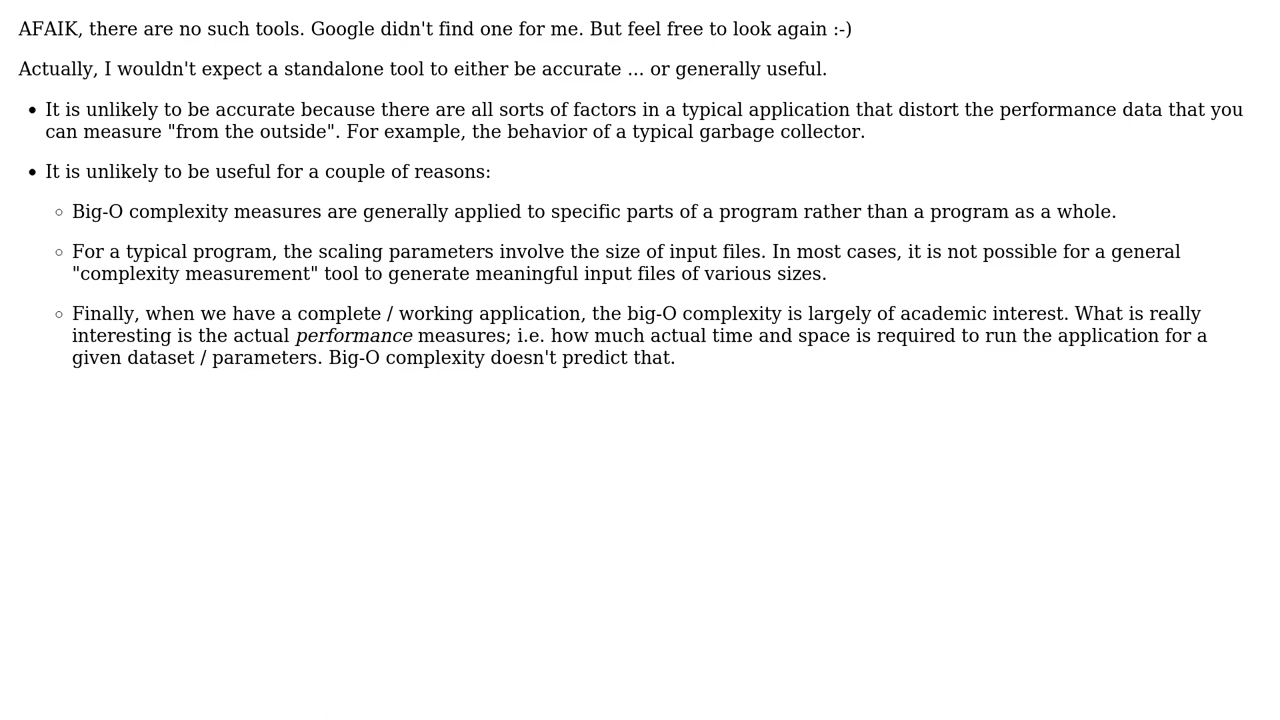 AFAIK, there are no such tools. Google didn't find one for me. But feel free to look again :-)
Actually, I wouldn't expect a standalone tool to either be accurate ... or generally useful.
• It is unlikely to be accurate because there are all sorts of factors in a typical application that distort the performance data that you
can measure "from the outside". For example, the behavior of a typical garbage collector.
• It is unlikely to be useful for a couple of reasons:
◦ Big-O complexity measures are generally applied to specific parts of a program rather than a program as a whole.
◦ For a typical program, the scaling parameters involve the size of input files. In most cases, it is not possible for a general
"complexity measurement" tool to generate meaningful input files of various sizes.
◦ Finally, when we have a complete / working application, the big-O complexity is largely of academic interest. What is really
interesting is the actual performance measures; i.e. how much actual time and space is required to run the application for a
given dataset / parameters. Big-O complexity doesn't predict that.